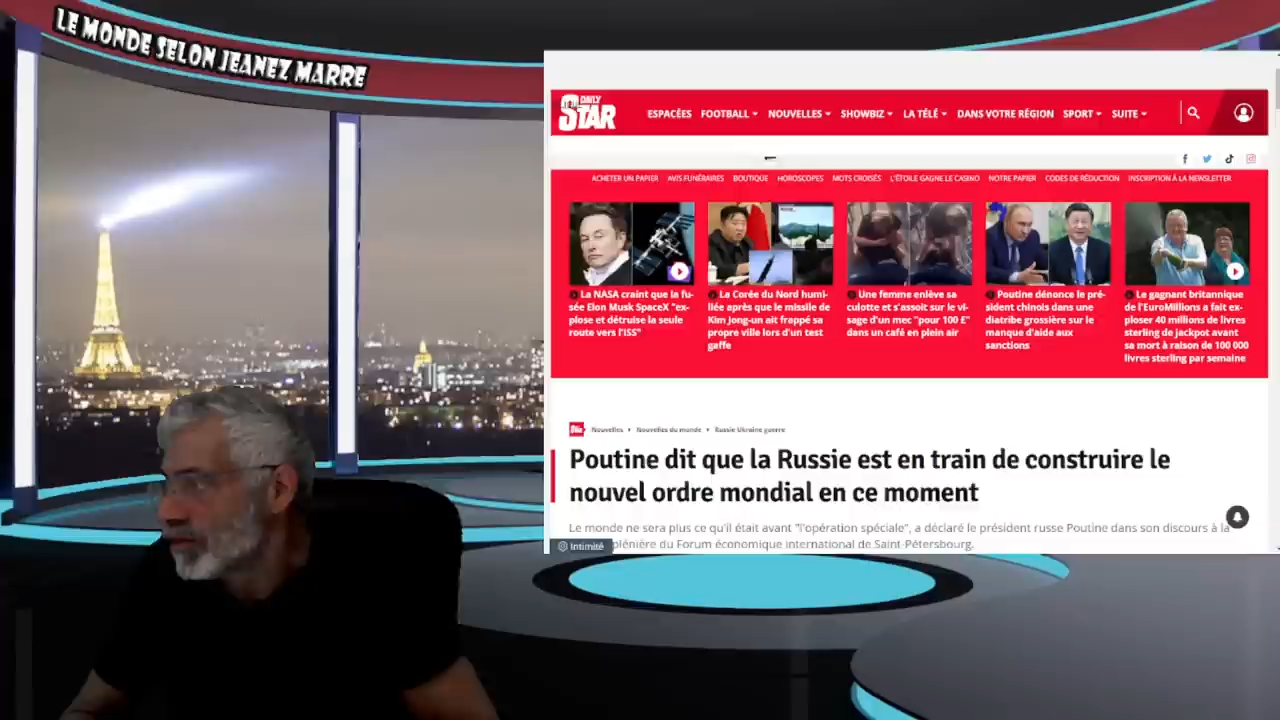 LE MONDE SELON JEANEZ MARRE
DAILY
STAR
ESPACÉES FOOTBALL NOUVELLES SHOWBIZ LA TÉLÉ DANS VOTRE RÉGION SPORT SUITE
ACHETER UN PAPIER AVIS FUNÉRAIRES BOUTIQUE HOROSCOPES MOTS CROISÉS L'ÉTOILE GAGNE LE CASINO NOTRE PAPIER CODES DE RÉDUCTION INSCRIPTION À LA NEWSLETTER
La NASA craint que la fu-
sée Elon Musk SpaceX "ex-
plose et détruise la seule
route vers l'ISS"
La Corée du Nord humi-
liée après que le missile de
Kim Jong-un ait frappé sa
propre ville lors d'un test
gaffe
Une femme enlève sa
culotte et s'assoit sur le vi-
sage d'un mec "pour 100 £"
dans un café en plein air
Poutine dénonce le pré-
sident chinois dans une
diatribe grossière sur le
manque d'aide aux
sanctions
Le gagnant britannique
de l'EuroMillions a fait ex-
ploser 40 millions de livres
sterling de jackpot avant
sa mort à raison de 100 000
livres sterling par semaine
Star Nouvelles Nouvelles du monde Russie Ukraine guerre
Poutine dit que la Russie est en train de construire le
nouvel ordre mondial en ce moment
Le monde ne sera plus ce qu'il était avant "l'opération spéciale", a déclaré le président russe Poutine dans son discours à la
plénière du Forum économique international de Saint-Pétersbourg.
Intimité